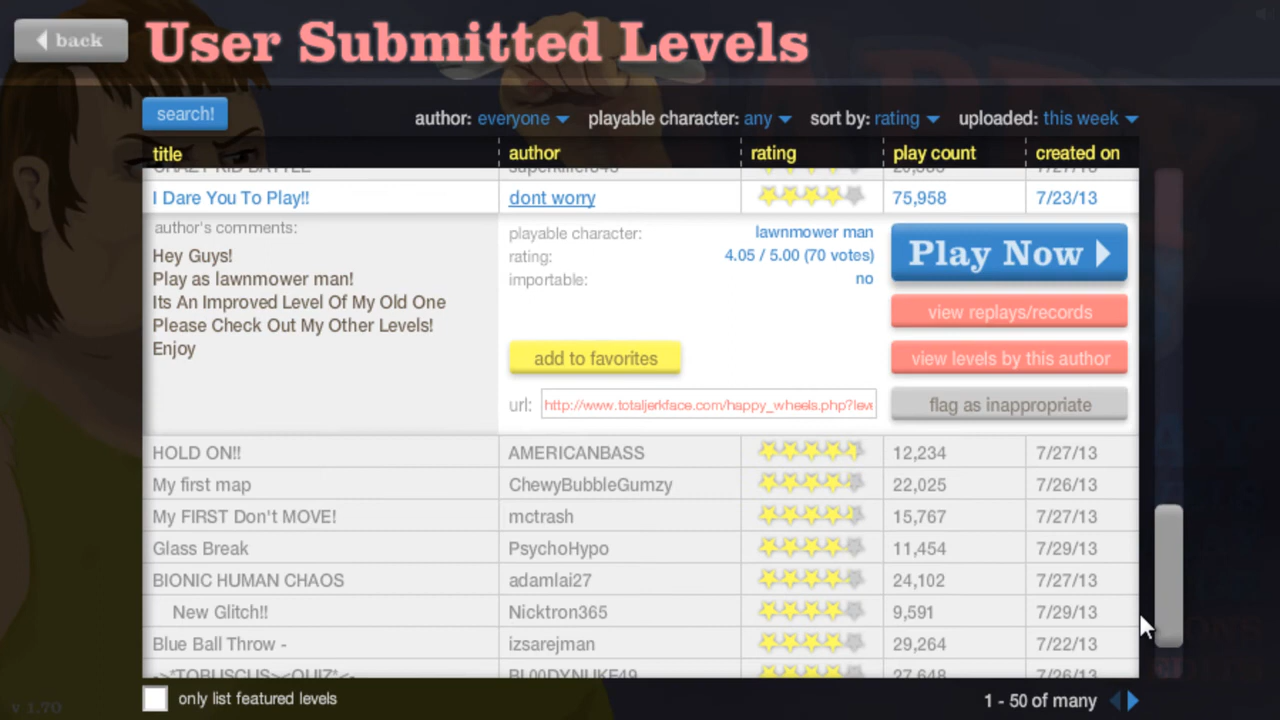 back
User Submitted Levels
search!
author: everyone playable character: any sort by: rating uploaded: this week
title author rating play count created on
I Dare You To Play!! dont worry 75,958 7/23/13
author's comments:
Hey Guys!
Play as lawnmower man!
Its An Improved Level Of My Old One
Please Check Out My Other Levels!
Enjoy
playable character: lawnmower man
rating: 4.05 / 5.00 (70 votes)
importable: no
add to favorites
url: http://www.totaljerkface.com/happy_wheels.php?leve
Play Now
view replays/records
view levels by this author
flag as inappropriate
HOLD ON!! AMERICANBASS 12,234 7/27/13
My first map ChewyBubbleGumzy 22,025 7/26/13
My FIRST Don't MOVE! mctrash 15,767 7/27/13
Glass Break PsychoHypo 11,454 7/29/13
BIONIC HUMAN CHAOS adamlai27 24,102 7/27/13
New Glitch!! Nicktron365 9,591 7/29/13
Blue Ball Throw - izsarejman 29,264 7/22/13
only list featured levels
1 - 50 of many
v 1.70